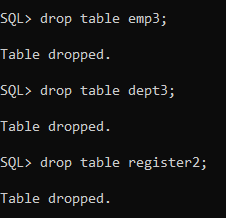 SQL> drop table emp3;
Table dropped.
SQL> drop table dept3;
Table dropped.
SQL> drop table register2;
Table dropped.